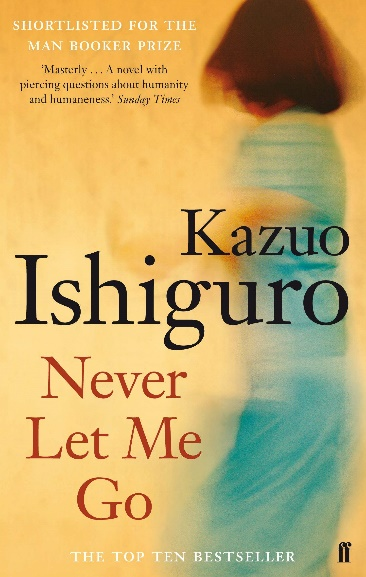 SHORTLISTED FOR THE
MAN BOOKER PRIZE
‘Masterly . . . A novel with
piercing questions about humanity
and humaneness.’ Sunday Times
Kazuo
Ishiguro
Never
Let Me
Go
THE TOP TEN BESTSELLER
ff